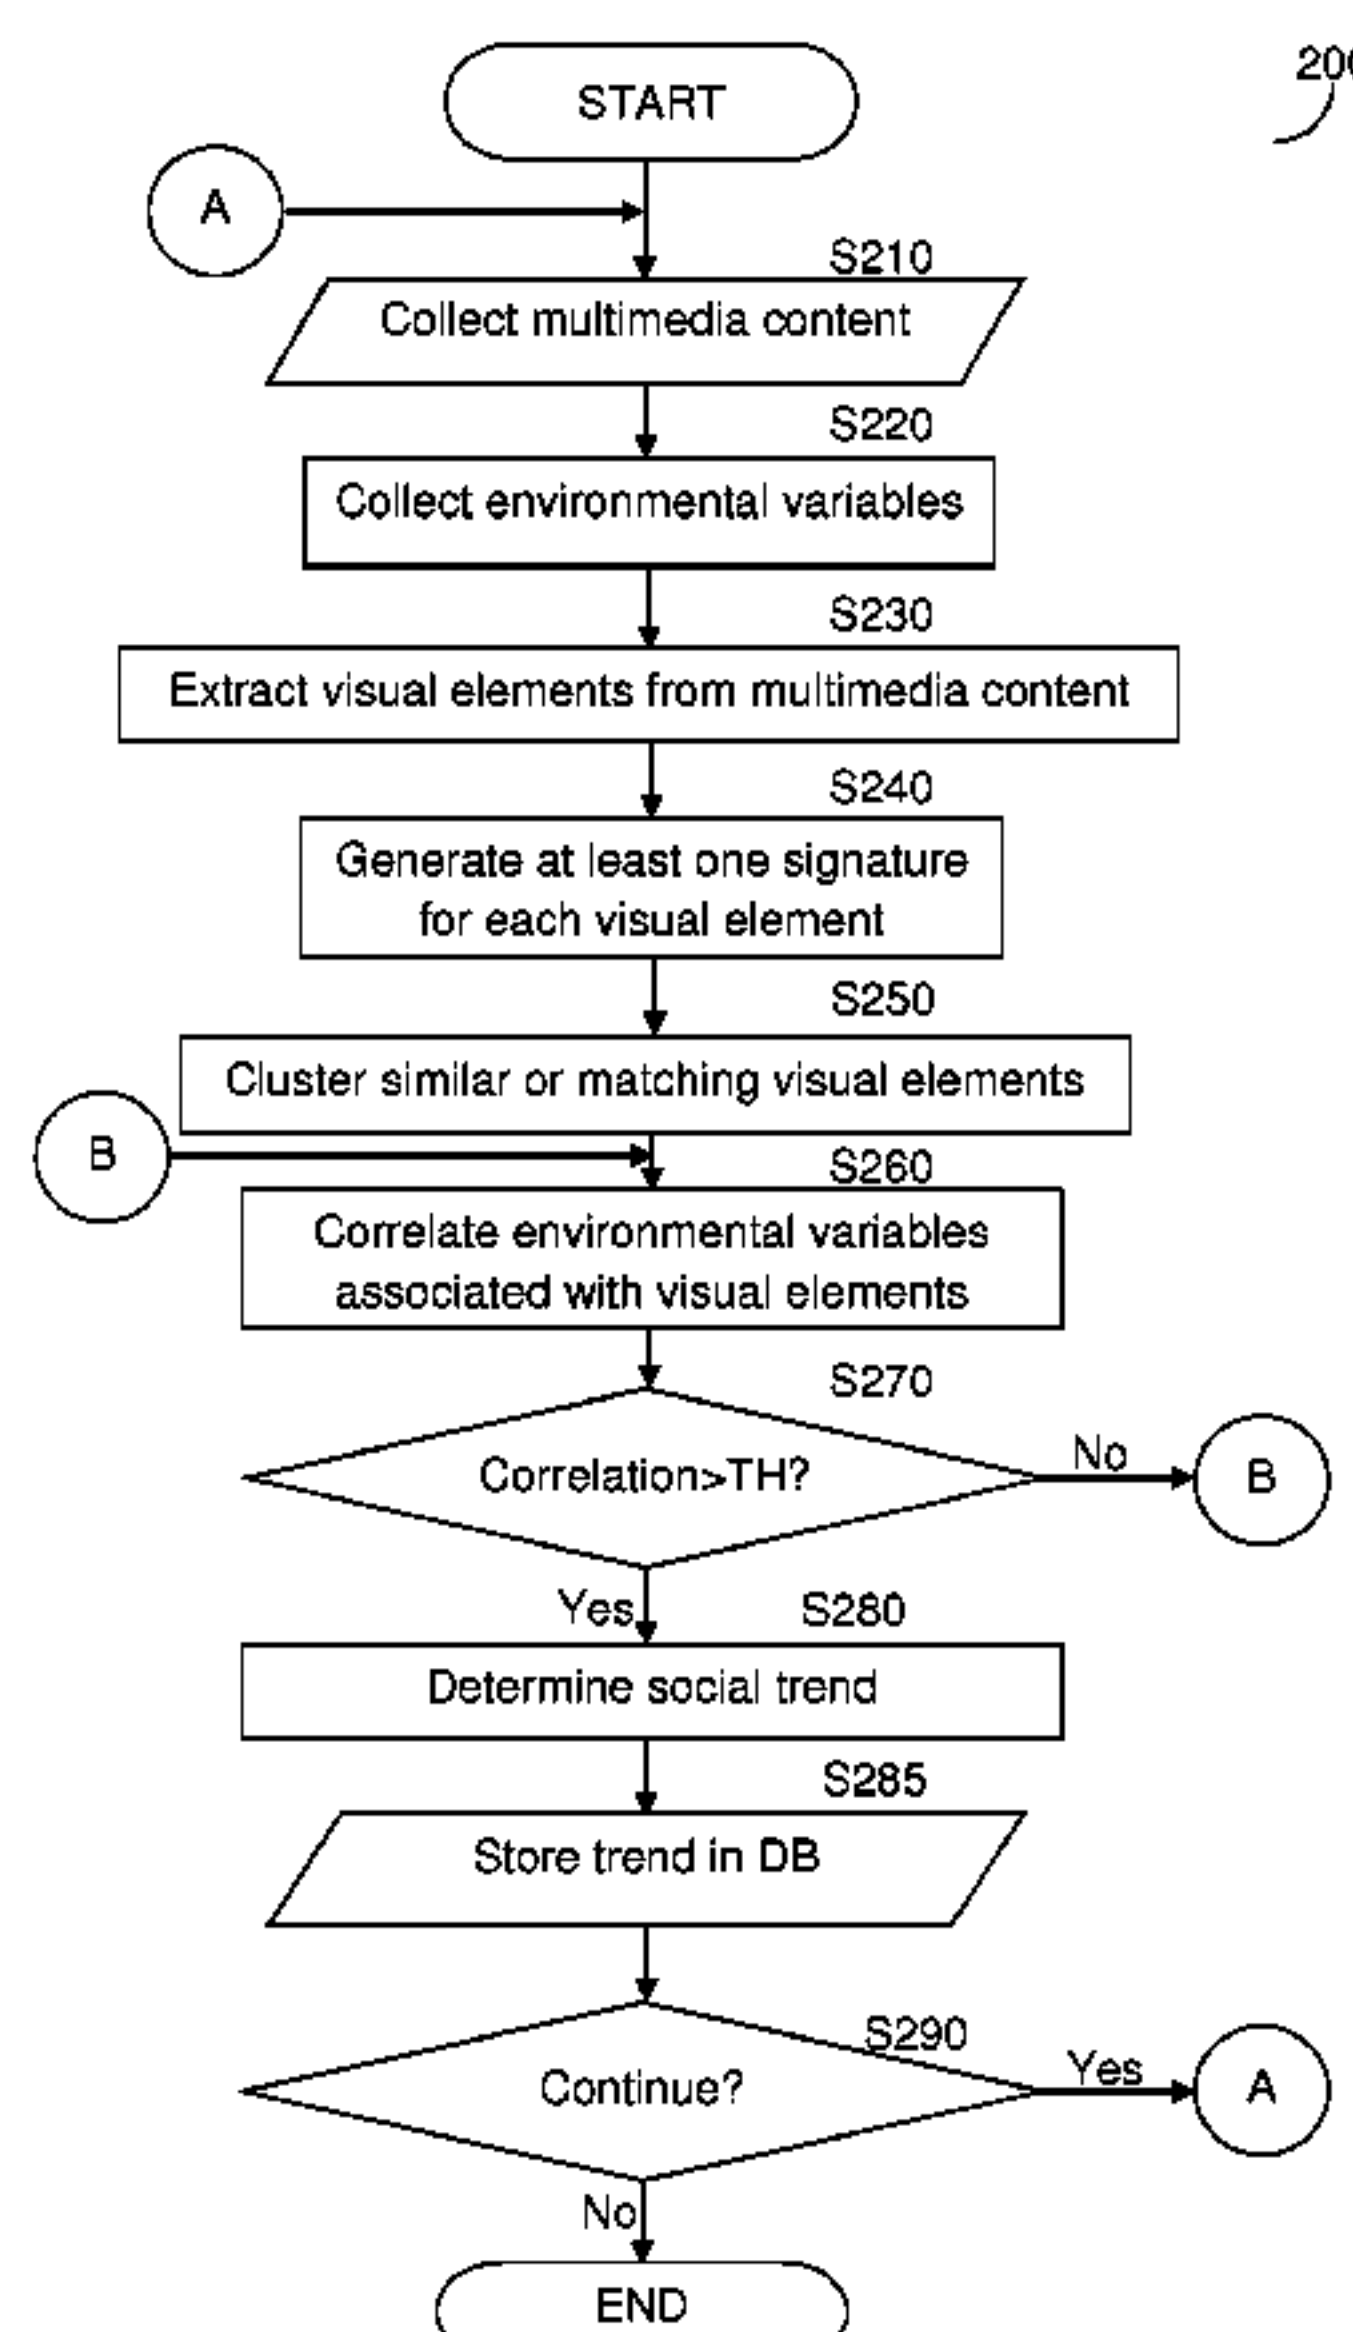 START
200
A
S210
Collect multimedia content
S220
Collect environmental variables
S230
Extract visual elements from multimedia content
S240
Generate at least one signature
for each visual element
S250
Cluster similar or matching visual elements
B
S260
Correlate environmental variables
associated with visual elements
S270
Correlation>TH?
No
B
Yes
S280
Determine social trend
S285
Store trend in DB
S290
Continue?
Yes
A
No
END